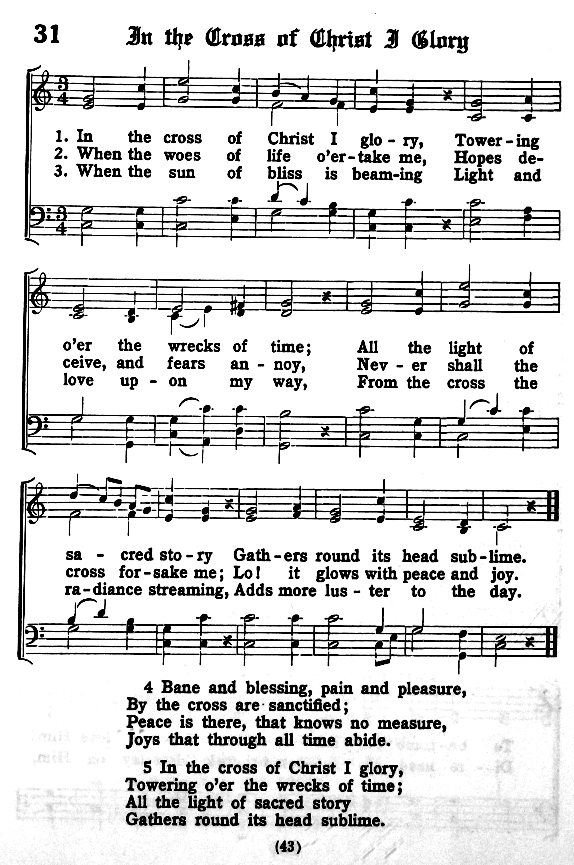 31 In the Cross of Christ I Glory
3
4
1. In the cross of Christ I glo - ry, Tower - ing
2. When the woes of life o'er - take me, Hopes de-
3. When the sun of bliss is beam - ing Light and
3
4
o'er the wrecks of time; All the light of
ceive, and fears an - noy, Nev - er shall the
love up - on my way, From the cross the
sa - cred sto - ry Gath - ers round its head sub - lime.
cross for - sake me; Lo! it glows with peace and joy.
ra - diance streaming, Adds more lus - ter to the day.
4 Bane and blessing, pain and pleasure,
By the cross are sanctified;
Peace is there, that knows no measure,
Joys that through all time abide.
5 In the cross of Christ I glory,
Towering o'er the wrecks of time;
All the light of sacred story
Gathers round its head sublime.
(43)